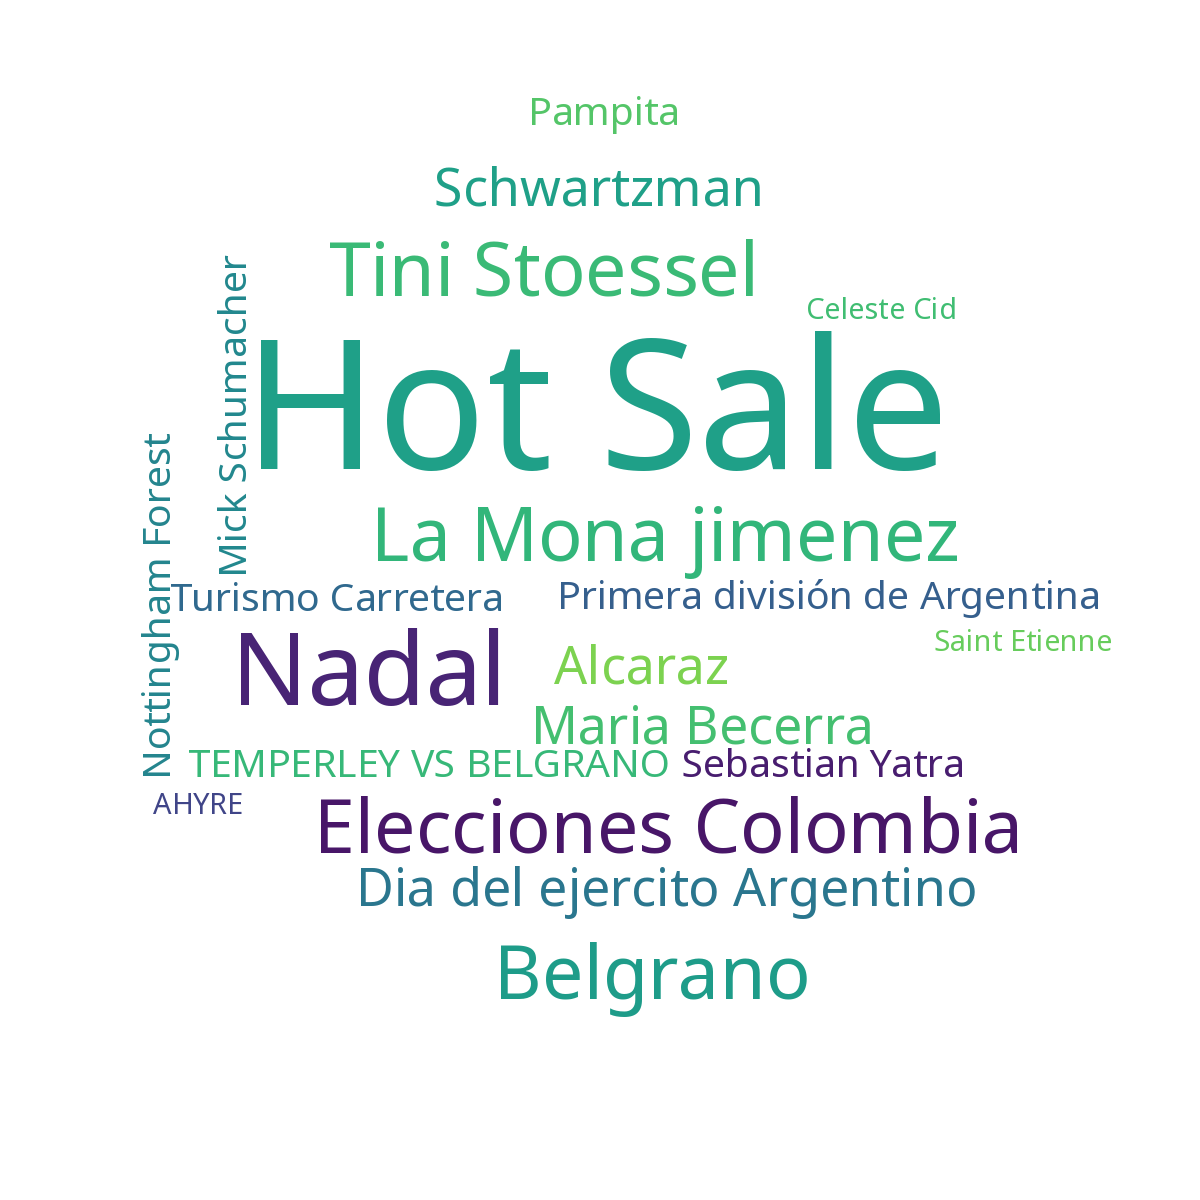 Pampita
Schwartzman
Tini Stoessel
Celeste Cid
Mick Schumacher
Hot Sale
Nottingham Forest
La Mona jimenez
Turismo Carretera
Primera división de Argentina
Nadal
Alcaraz
Saint Etienne
Maria Becerra
TEMPERLEY VS BELGRANO
Sebastian Yatra
AHYRE
Elecciones Colombia
Dia del ejercito Argentino
Belgrano